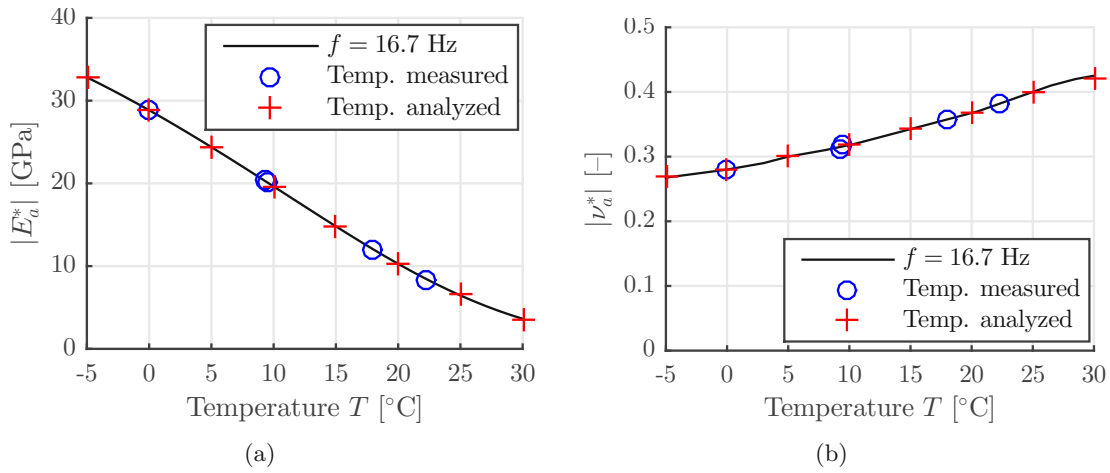 40
30
20
10
0
|E*a| [GPa]
-5 0 5 10 15 20 25 30
Temperature T [°C]
f = 16.7 Hz
Temp. measured
Temp. analyzed
(a)
0.5
0.4
0.3
0.2
0.1
0
|ν*a| [−]
-5 0 5 10 15 20 25 30
Temperature T [°C]
f = 16.7 Hz
Temp. measured
Temp. analyzed
(b)